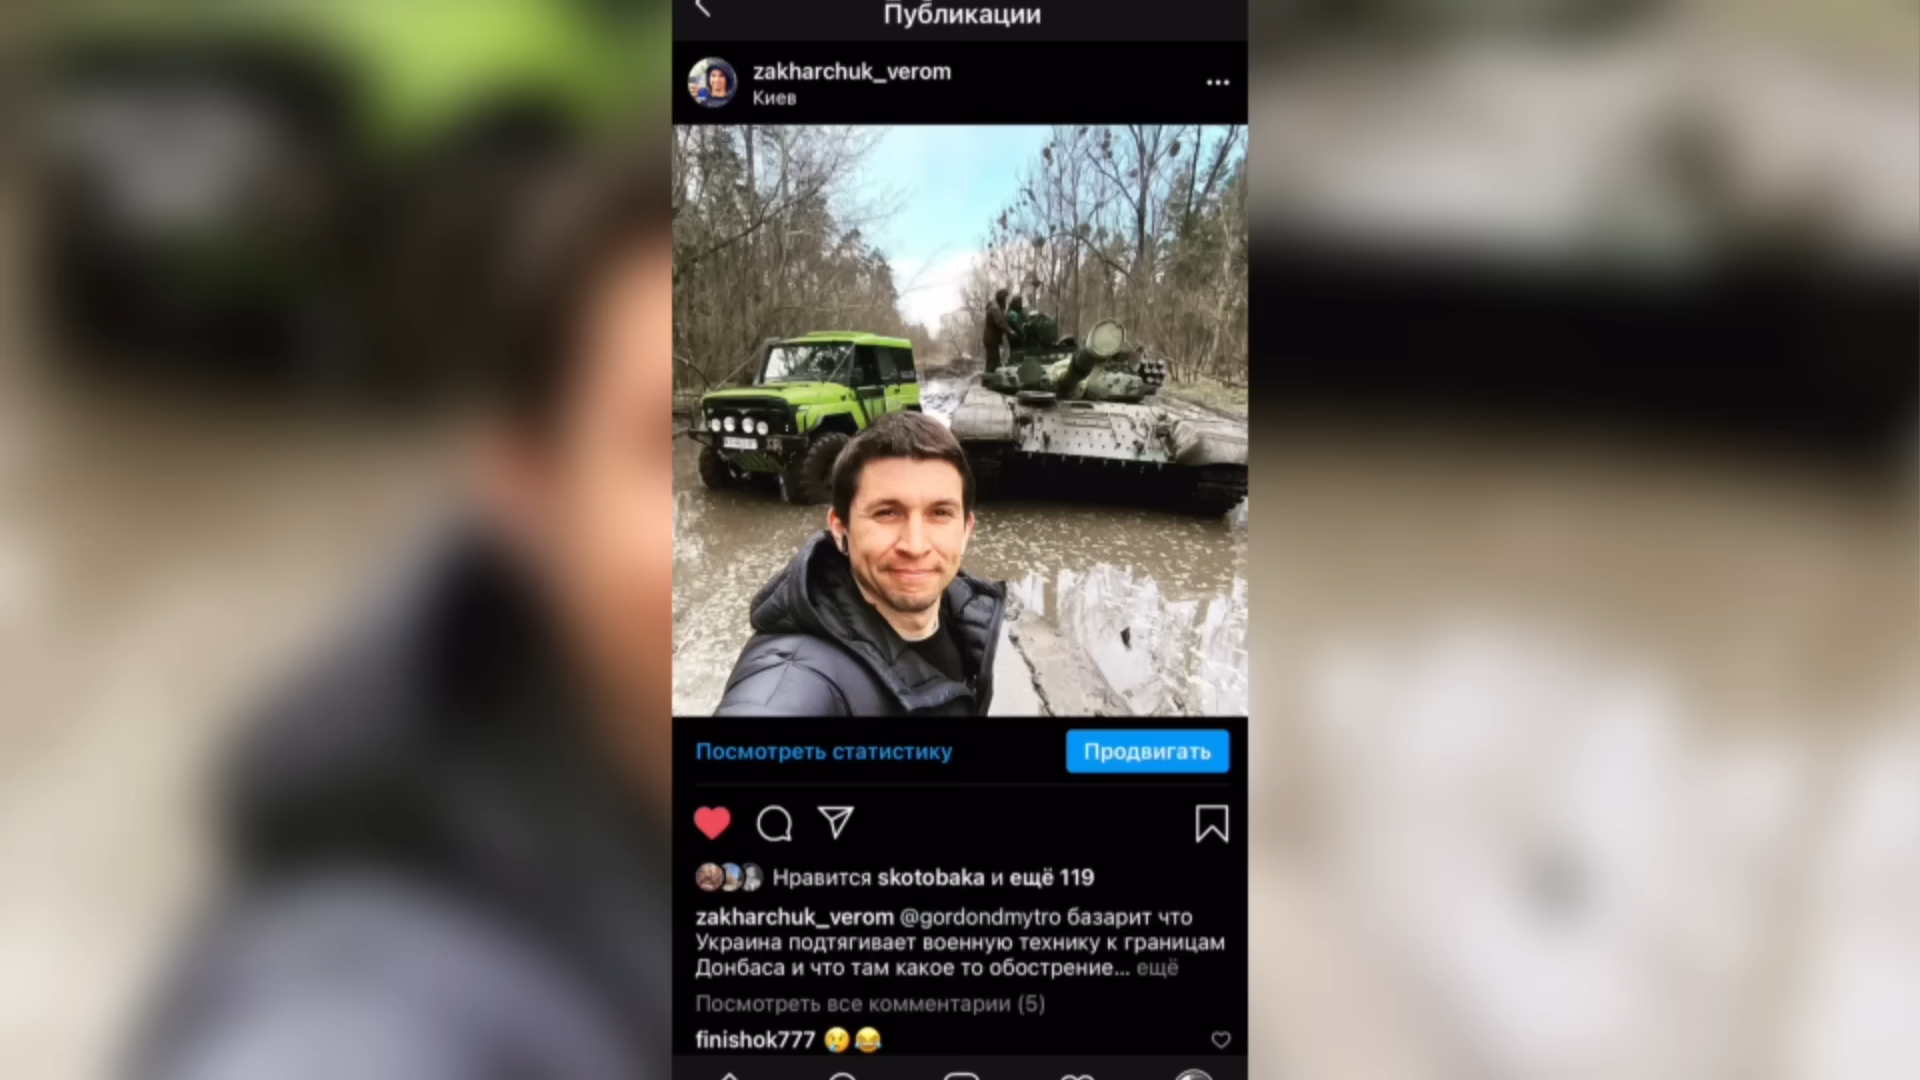 Публикации
zakharchuk_verom
Киев
Посмотреть статистику
Продвигать
Нравится skotobaka и ещё 119
zakharchuk_verom @gordondmytro базарит что
Украина подтягивает военную технику к границам
Донбаса и что там какое то обострение... ещё
Посмотреть все комментарии (5)
finishok777 😢😂